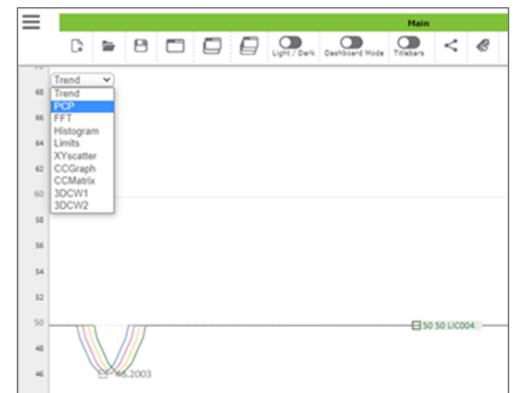 Main
Light / Dark
Dashboard Mode
Titlebars
Trend
Trend
PCP
FFT
Histogram
Limits
XYscatter
CCGraph
CCMatrix
3DCW1
3DCW2
68
66
64
62
60
58
56
54
52
50
48
46
50 50 LIC004
46.2003